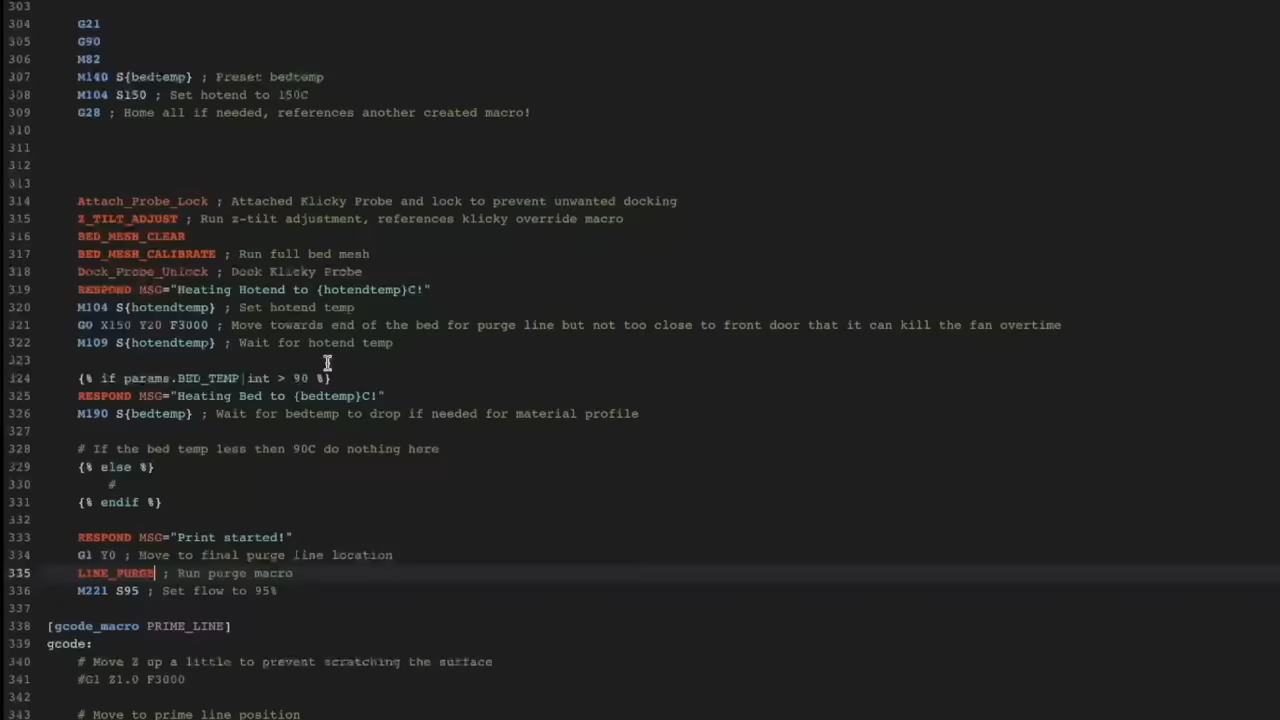 303
304 G21
305 G90
306 M82
307 M140 S{bedtemp} ; Preset bedtemp
308 M104 S150 ; Set hotend to 150C
309 G28 ; Home all if needed, references another created macro!
310
311
312
313
314 Attach_Probe_Lock ; Attached Klicky Probe and lock to prevent unwanted docking
315 Z_TILT_ADJUST ; Run z-tilt adjustment, references klicky override macro
316 BED_MESH_CLEAR
317 BED_MESH_CALIBRATE ; Run full bed mesh
318 Dock_Probe_Unlock ; Dock Klicky Probe
319 RESPOND MSG="Heating Hotend to {hotendtemp}C!"
320 M104 S{hotendtemp} ; Set hotend temp
321 G0 X150 Y20 F3000 ; Move towards end of the bed for purge line but not too close to front door that it can kill the fan overtime
322 M109 S{hotendtemp} ; Wait for hotend temp
323
324 {% if params.BED_TEMP|int > 90 %}
325 RESPOND MSG="Heating Bed to {bedtemp}C!"
326 M190 S{bedtemp} ; Wait for bedtemp to drop if needed for material profile
327
328 # If the bed temp less then 90C do nothing here
329 {% else %}
330 #
331 {% endif %}
332
333 RESPOND MSG="Print started!"
334 G1 Y0 ; Move to final purge line location
335 LINE_PURGE ; Run purge macro
336 M221 S95 ; Set flow to 95%
337
338 [gcode_macro PRIME_LINE]
339 gcode:
340 # Move Z up a little to prevent scratching the surface
341 #G1 Z1.0 F3000
342
343 # Move to prime line position